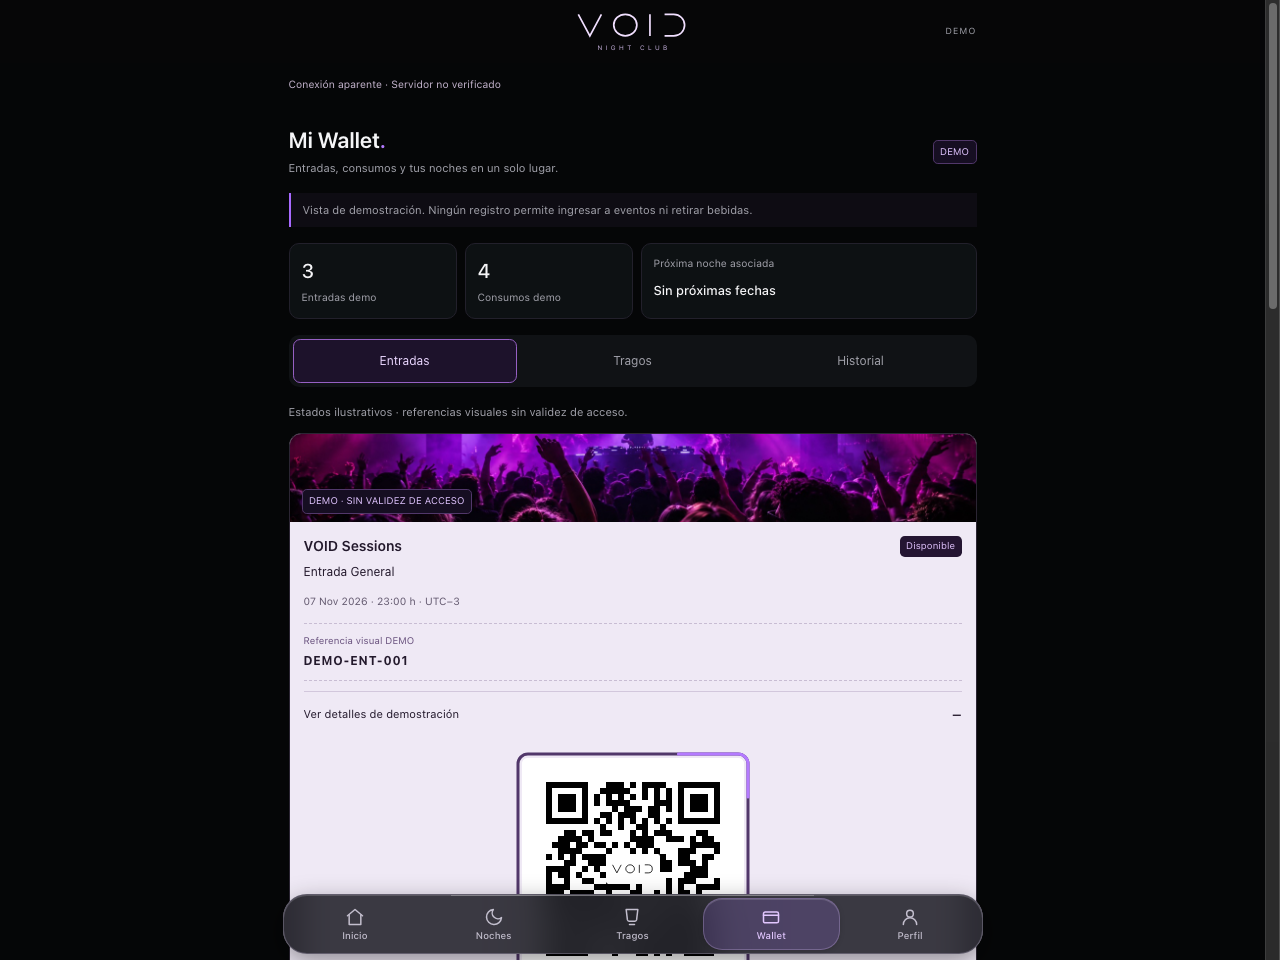 VOID
NIGHT CLUB
DEMO
Conexión aparente · Servidor no verificado
Mi Wallet.
DEMO
Entradas, consumos y tus noches en un solo lugar.
Vista de demostración. Ningún registro permite ingresar a eventos ni retirar bebidas.
3
Entradas demo
4
Consumos demo
Próxima noche asociada
Sin próximas fechas
Entradas
Tragos
Historial
Estados ilustrativos · referencias visuales sin validez de acceso.
DEMO · SIN VALIDEZ DE ACCESO
VOID Sessions
Disponible
Entrada General
07 Nov 2026 · 23:00 h · UTC−3
Referencia visual DEMO
DEMO-ENT-001
Ver detalles de demostración
VOID
Inicio
Noches
Tragos
Wallet
Perfil